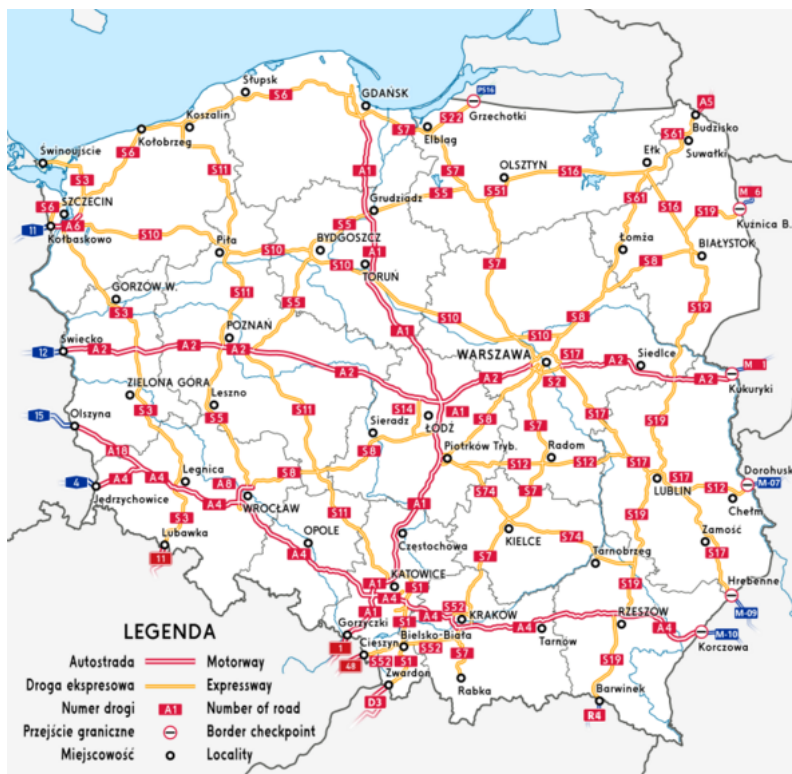 Słupsk
S6
GDAŃSK
P516
Grzechotki
S22
A5
Budzisko
Koszalin
Kołobrzeg
S6
S7
Elbląg
S61
Suwałki
Ełk
Świnoujście
S3
S11
A1
S7
OLSZTYN
S16
S51
S5
Grudziądz
S61
S16
M 6
SZCZECIN
S6
11
A6
Kołbaskowo
S5
S19
Kuźnica B.
S10
Piła
S10
BYDGOSZCZ
A1
S10
TORUŃ
S7
Łomża
S8
BIAŁYSTOK
GORZÓW W.
S3
S11
S5
S19
S10
S8
POZNAŃ
A1
S10
Świecko
12
A2
A2
A2
WARSZAWA
S17
Siedlce
A2
M 1
A2
A2
S2
A2
Kukuryki
ZIELONA GÓRA
Leszno
S3
S5
S14
A1
ŁÓDŹ
Sieradz
S8
S7
S17
S19
15
Olszyna
S11
A18
S8
Piotrków Tryb.
Radom
S12
S12
S17
4
A4
Legnica
A8
S8
S17
LUBLIN
Dorohusk
M-07
S12
Chełm
Jedrzychowice
A4
WROCŁAW
S74
S7
S3
S11
A1
S19
Zamość
Lubawka
OPOLE
Częstochowa
KIELCE
S74
S17
11
A4
S7
Tarnobrzeg
KATOWICE
A1
S1
S19
Hrebenne
M-09
A4
A1
S52
KRAKÓW
RZESZÓW
Gorzyczki
S1
A4
A4
A4
M-10
LEGENDA
1
Cieszyn
Bielsko-Biała
Tarnów
Korczowa
48
S52
S52
S1
S7
S19
Autostrada Motorway
Zwardoń
Rabka
Droga ekspresowa Expressway
D3
Barwinek
Numer drogi A1 Number of road
R4
Przejście graniczne Border checkpoint
Miejscowość Locality